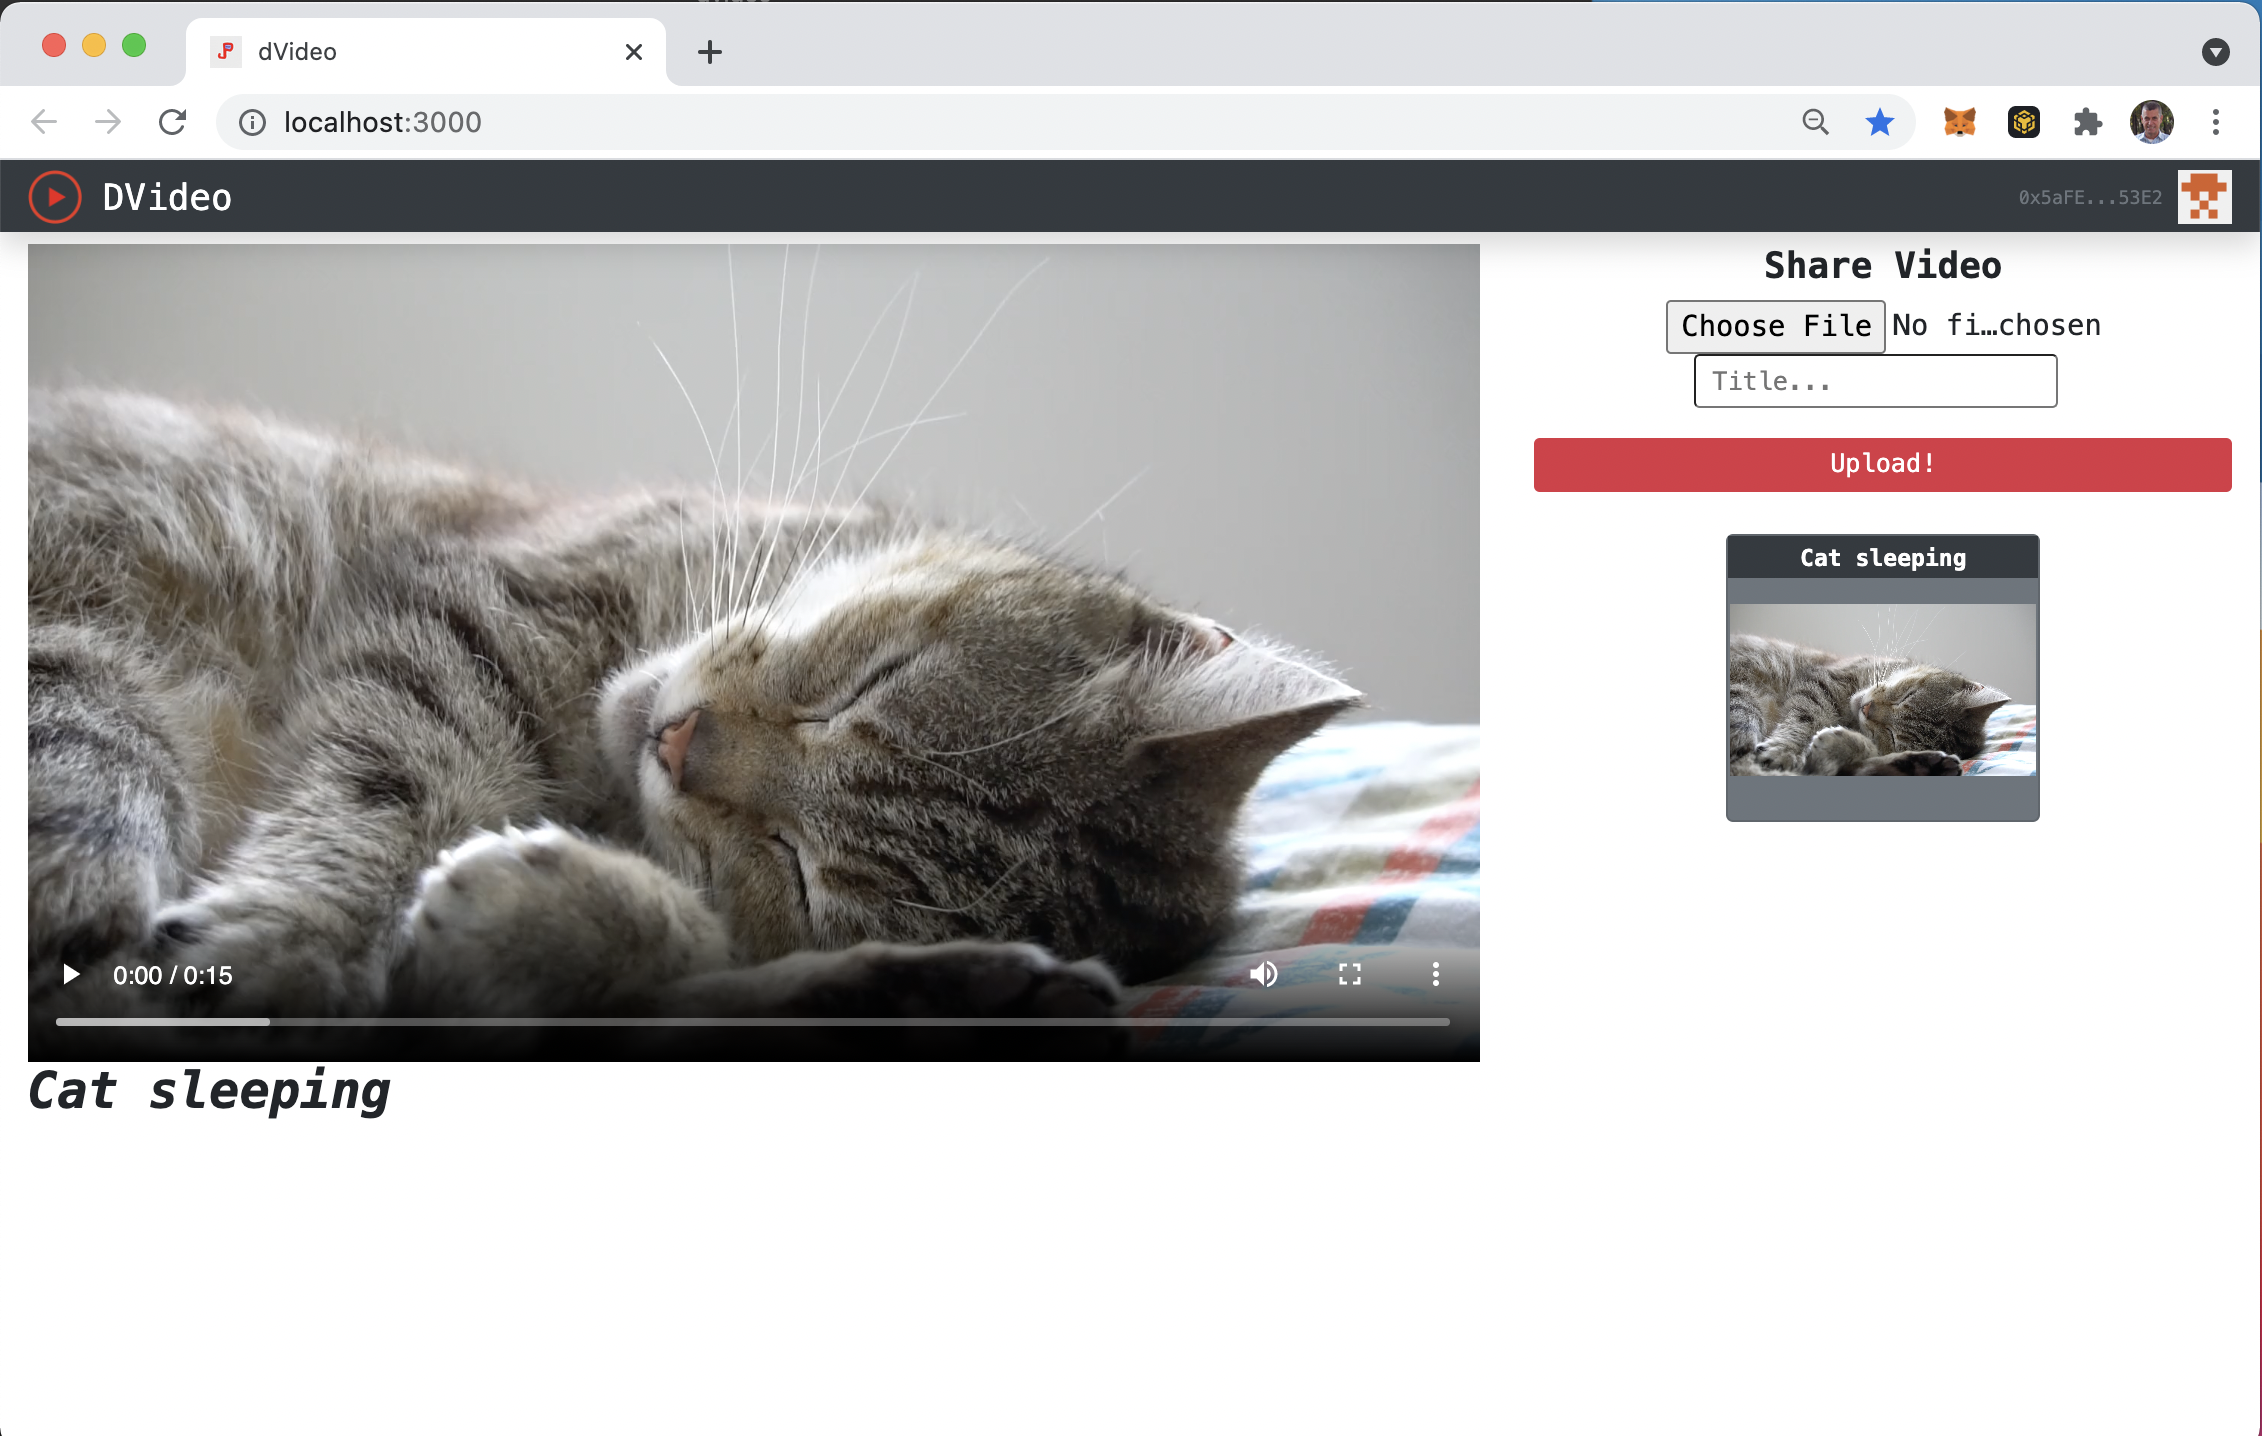 dVideo
localhost:3000
DVideo
0x5aFE...53E2
Share Video
Choose File No fi…chosen
Title...
Upload!
Cat sleeping
0:00 / 0:15
Cat sleeping